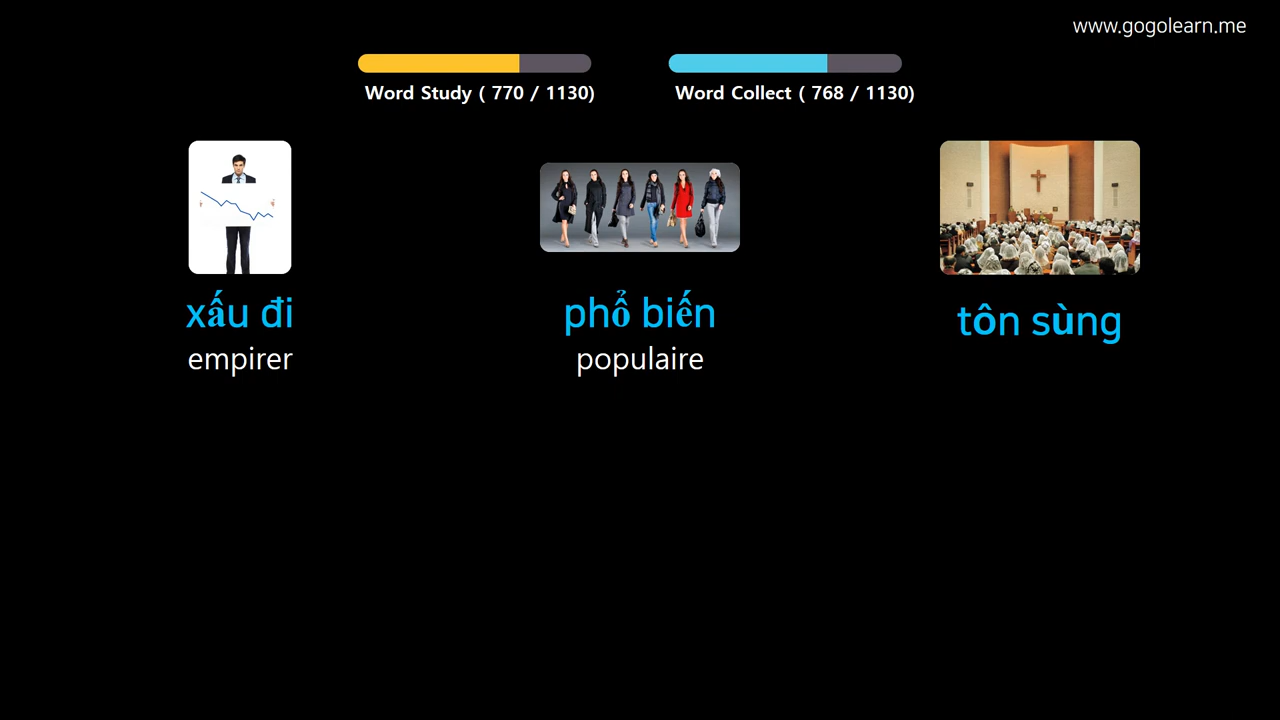 www.gogolearn.me
Word Study ( 770 / 1130)
Word Collect ( 768 / 1130)
xấu đi
empirer
phổ biến
populaire
tôn sùng